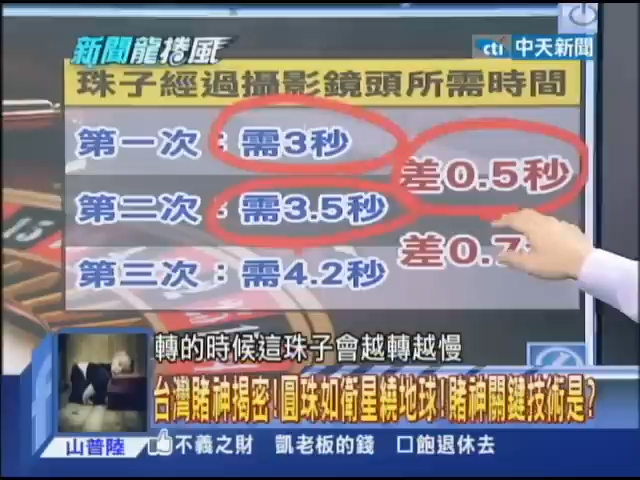 新聞龍捲風
cti 中天新聞
珠子經過攝影鏡頭所需時間
第一次：需3秒
差0.5秒
第二次：需3.5秒
差0.7
第三次：需4.2秒
轉的時候這珠子會越轉越慢
台灣賭神揭密!圓珠如衛星繞地球!賭神關鍵技術是?
山普陸 不義之財 凱老板的錢 口飽退休去